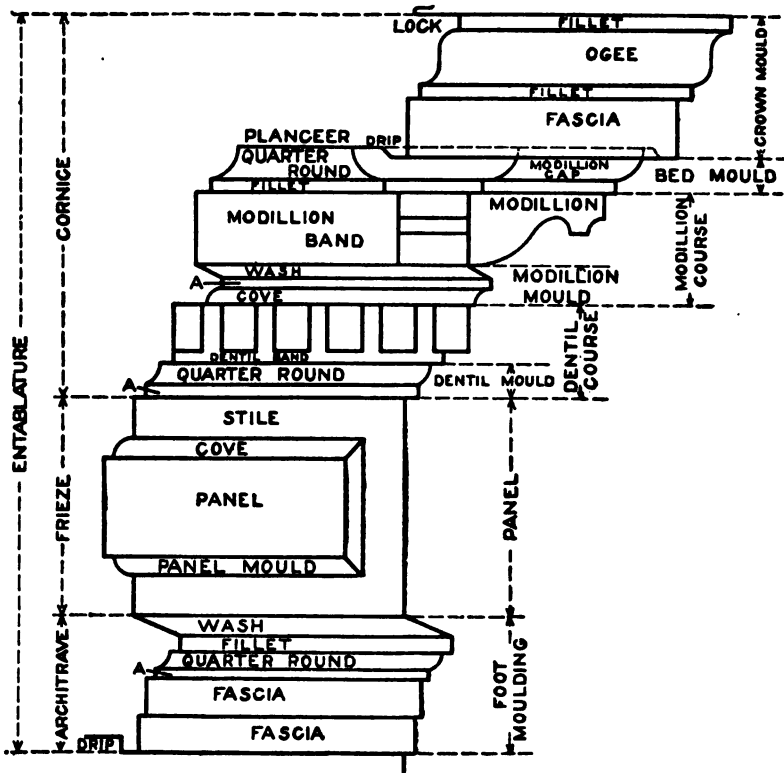 LOCK
FILLET
OGEE
FILLET
FASCIA
CROWN MOULD
PLANCEER
DRIP
QUARTER
ROUND
MODILLION
CAP
BED MOULD
FILLET
MODILLION
BAND
MODILLION
MODILLION
COURSE
WASH
A
COVE
MODILLION
MOULD
DENTIL
COURSE
DENTIL BAND
QUARTER ROUND
DENTIL MOULD
A
CORNICE
ENTABLATURE
STILE
COVE
PANEL
PANEL MOULD
FRIEZE
PANEL
WASH
FILLET
QUARTER ROUND
A
FASCIA
FASCIA
ARCHITRAVE
FOOT
MOULDING
DRIP